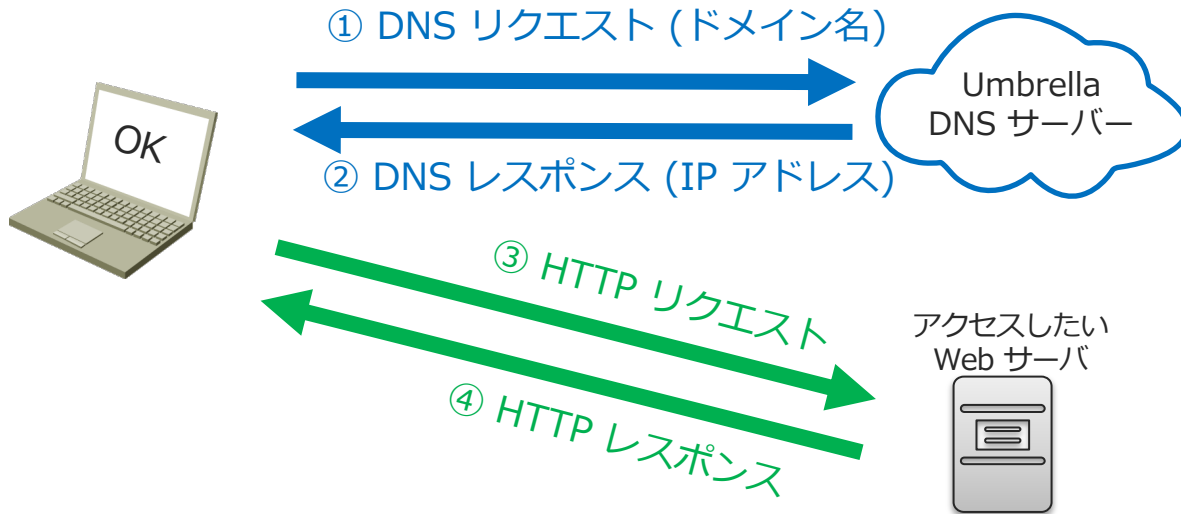 ① DNS リクエスト (ドメイン名)
Umbrella
DNS サーバー
OK
② DNS レスポンス (IP アドレス)
③ HTTP リクエスト
アクセスしたい
Web サーバ
④ HTTP レスポンス